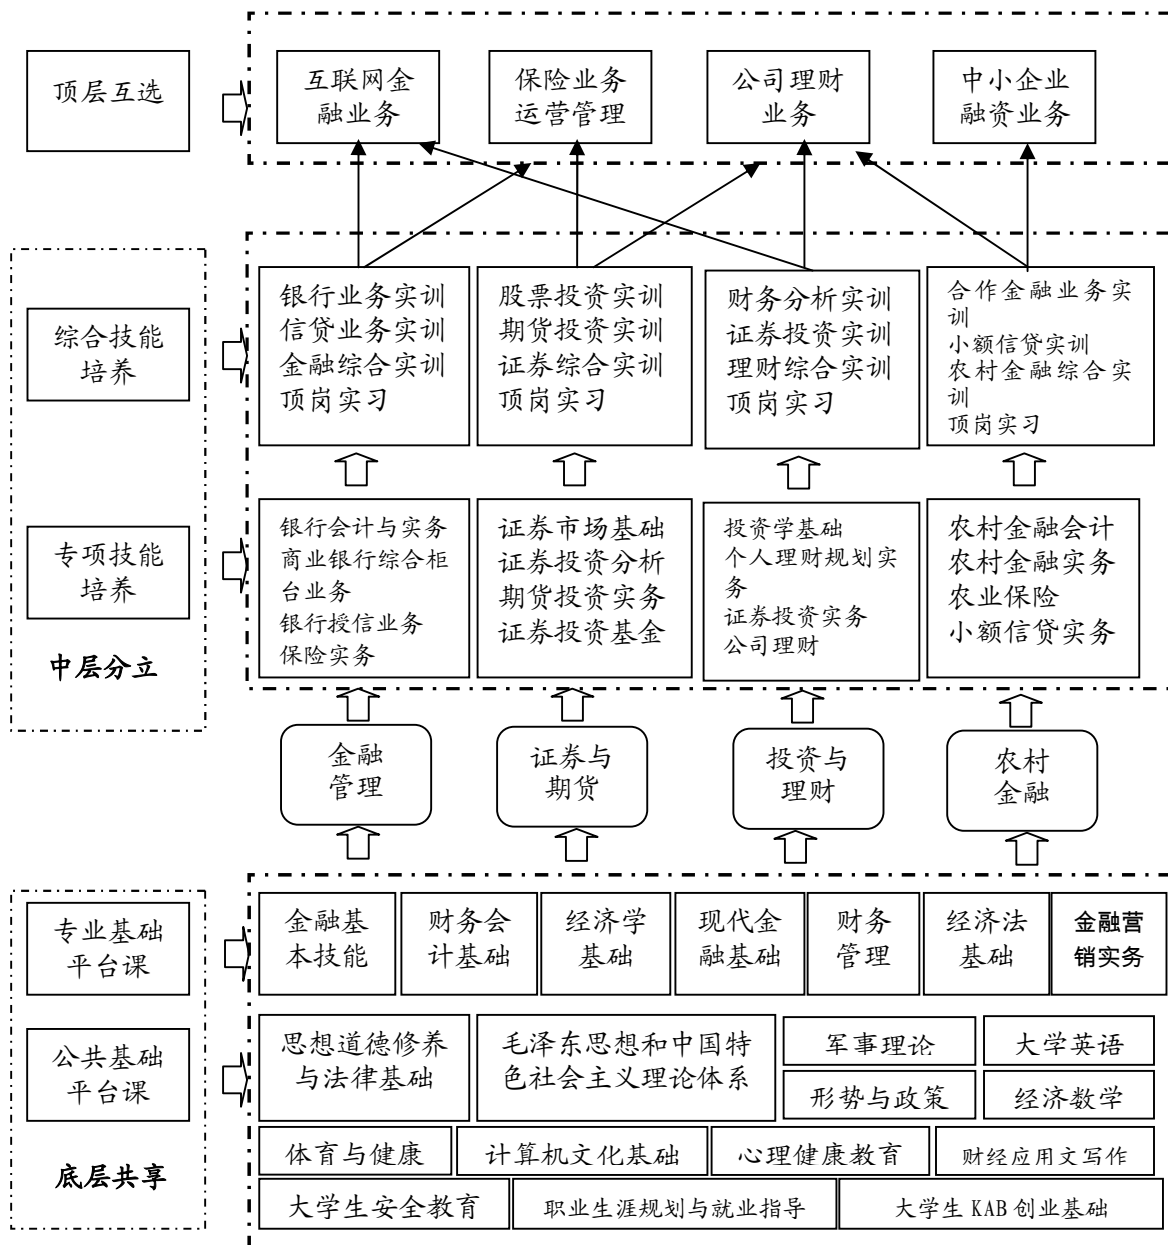 顶层互选
互联网金
融业务
保险业务
运营管理
公司理财
业务
中小企业
融资业务
综合技能
培养
银行业务实训
信贷业务实训
金融综合实训
顶岗实习
股票投资实训
期货投资实训
证券综合实训
顶岗实习
财务分析实训
证券投资实训
理财综合实训
顶岗实习
合作金融业务实
训
小额信贷实训
农村金融综合实
训
顶岗实习
专项技能
培养
银行会计与实务
商业银行综合柜
台业务
银行授信业务
保险实务
证券市场基础
证券投资分析
期货投资实务
证券投资基金
投资学基础
个人理财规划实
务
证券投资实务
公司理财
农村金融会计
农村金融实务
农业保险
小额信贷实务
中层分立
金融
管理
证券与
期货
投资与
理财
农村
金融
专业基础
平台课
金融基
本技能
财务会
计基础
经济学
基础
现代金
融基础
财务
管理
经济法
基础
金融营
销实务
公共基础
平台课
思想道德修养
与法律基础
毛泽东思想和中国特
色社会主义理论体系
军事理论
大学英语
形势与政策
经济数学
体育与健康
计算机文化基础
心理健康教育
财经应用文写作
底层共享
大学生安全教育
职业生涯规划与就业指导
大学生 KAB 创业基础